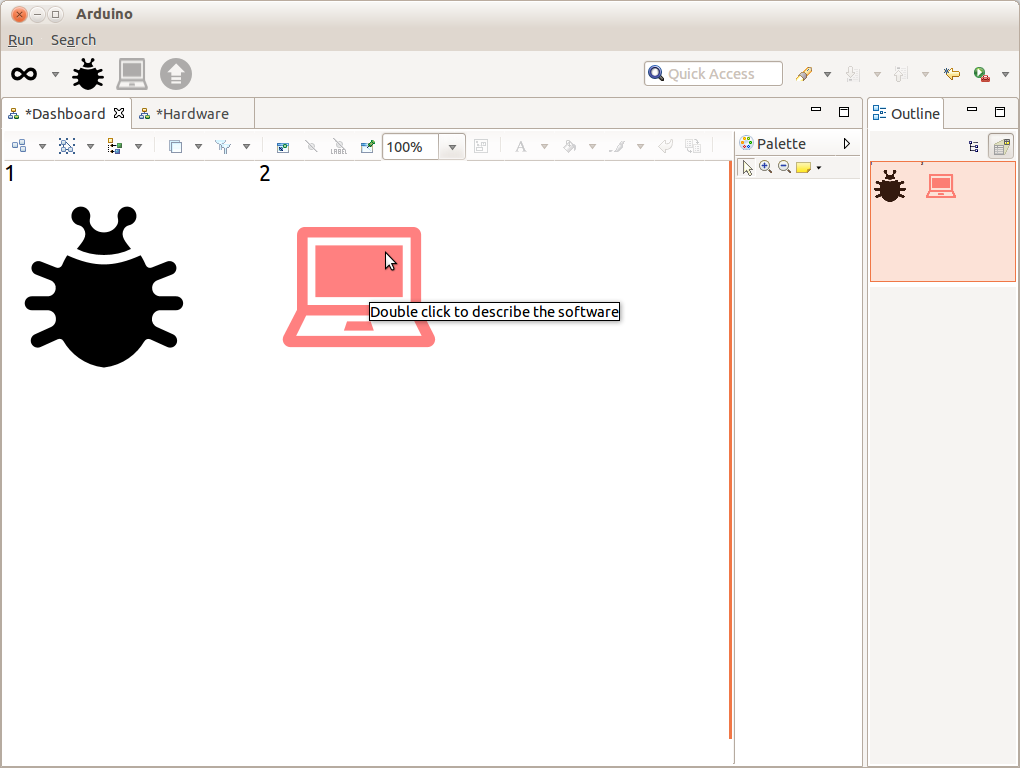 Arduino
Run Search
Quick Access
*Dashboard *Hardware
Outline
LABEL 100% A
Palette
1 2
Double click to describe the software